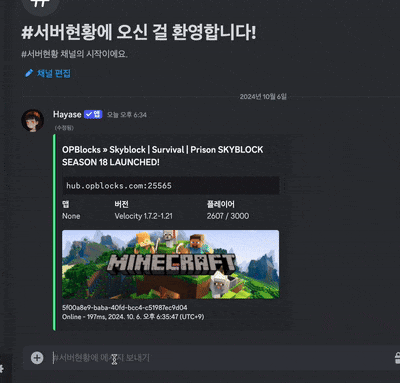 #서버현황에 오신 걸 환영합니다!
#서버현황 채널의 시작이에요.
채널 편집
2024년 10월 6일
Hayase ✓앱 오늘 오후 6:34
(수정됨)
OPBlocks » Skyblock | Survival | Prison SKYBLOCK
SEASON 18 LAUNCHED!
hub.opblocks.com:25565
맵 버전 플레이어
None Velocity 1.7.2-1.21 2607 / 3000
MINECRAFT
5f00a8e9-baba-40fd-bcc4-c51987ec9d04
Online - 197ms, 2024. 10. 6. 오후 6:35:47 (UTC+9)
#서버현황에 메시지 보내기